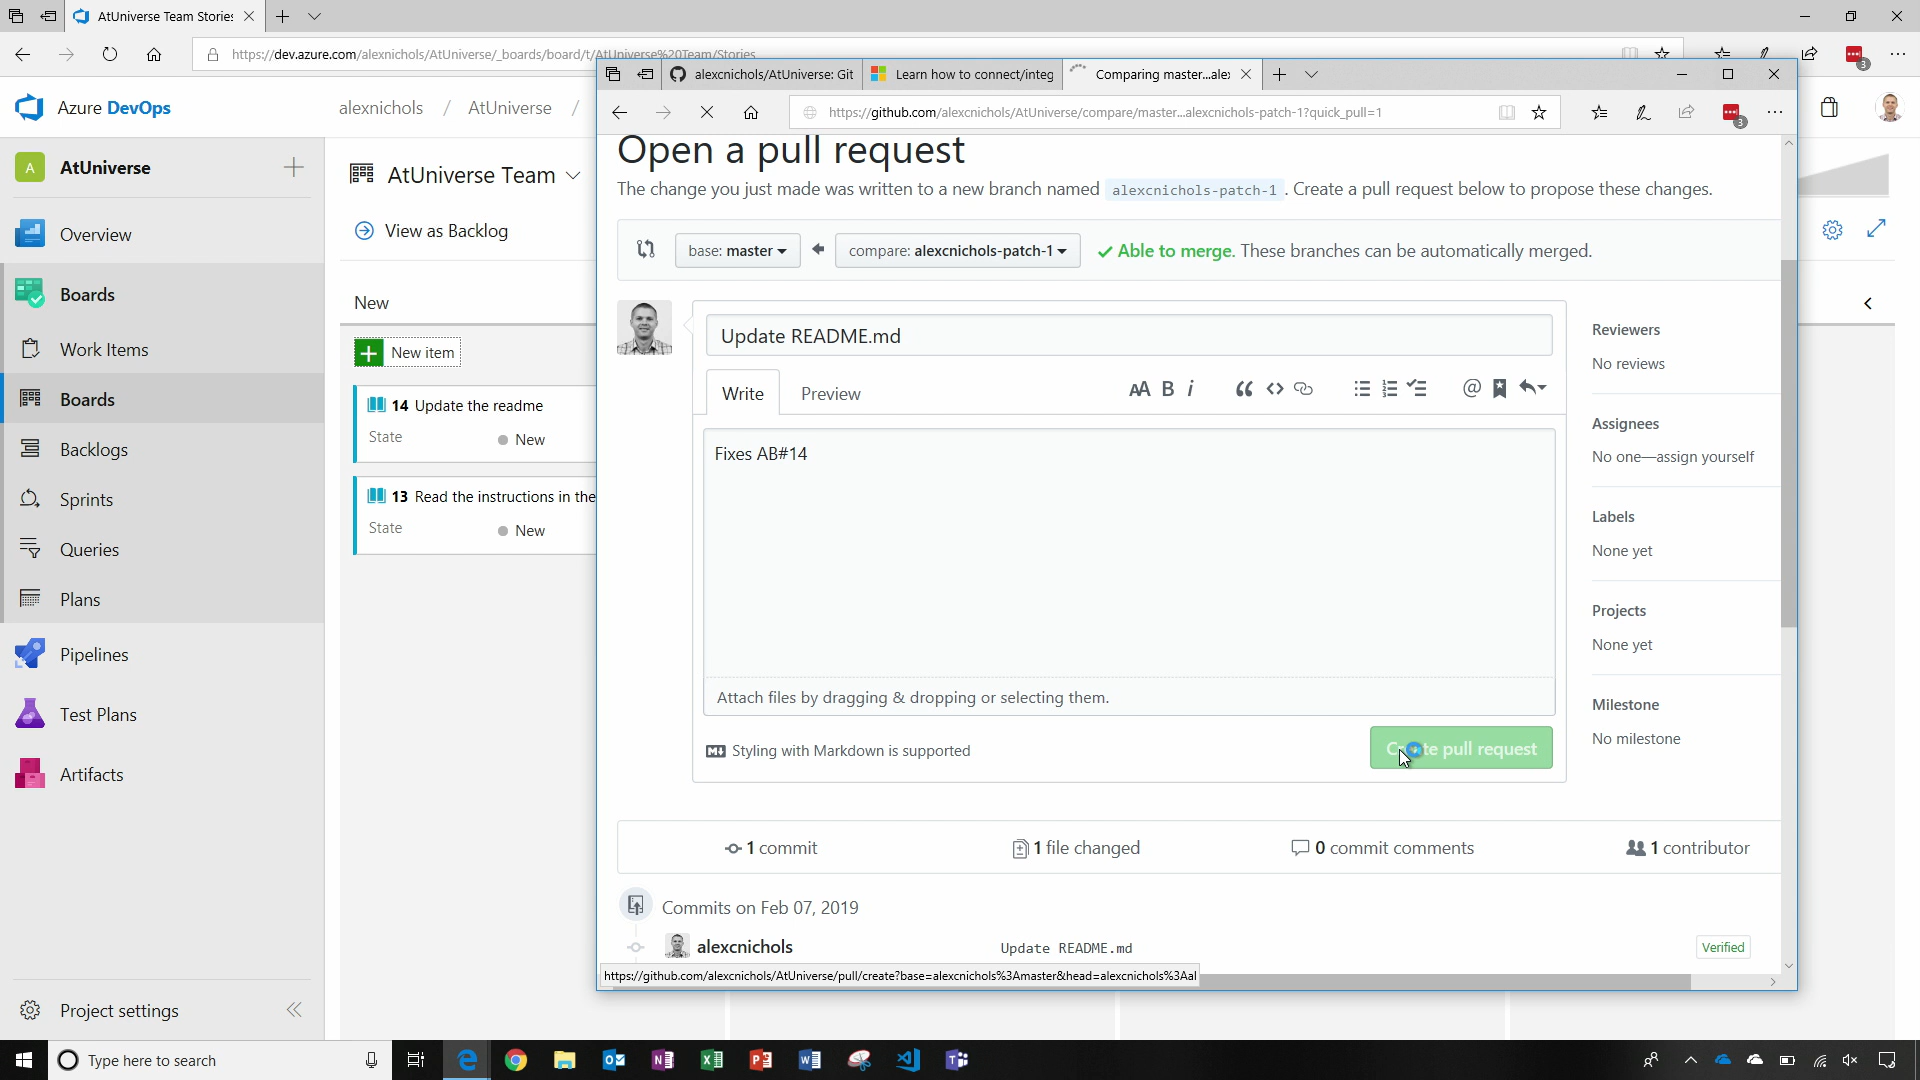 AtUniverse Team Stories
https://dev.azure.com/alexnichols/AtUniverse/_boards/board/t/AtUniverse%20Team/Stories
3
Azure DevOps
alexnichols / AtUniverse /
A AtUniverse
Overview
Boards
Work Items
Boards
Backlogs
Sprints
Queries
Plans
Pipelines
Test Plans
Artifacts
Project settings
AtUniverse Team
View as Backlog
New
New item
14 Update the readme
State New
13 Read the instructions in the
State New
alexcnichols/AtUniverse: Git
Learn how to connect/integ
Comparing master...ale
https://github.com/alexcnichols/AtUniverse/compare/master...alexcnichols-patch-1?quick_pull=1
3
Open a pull request
The change you just made was written to a new branch named alexcnichols-patch-1 . Create a pull request below to propose these changes.
base: master
compare: alexcnichols-patch-1
Able to merge. These branches can be automatically merged.
Update README.md
Write
Preview
AA B i
Fixes AB#14
Attach files by dragging & dropping or selecting them.
Styling with Markdown is supported
Create pull request
Reviewers
No reviews
Assignees
No one—assign yourself
Labels
None yet
Projects
None yet
Milestone
No milestone
1 commit
1 file changed
0 commit comments
1 contributor
Commits on Feb 07, 2019
alexcnichols
Update README.md
Verified
https://github.com/alexcnichols/AtUniverse/pull/create?base=alexcnichols%3Amaster&head=alexcnichols%3Aal
Type here to search